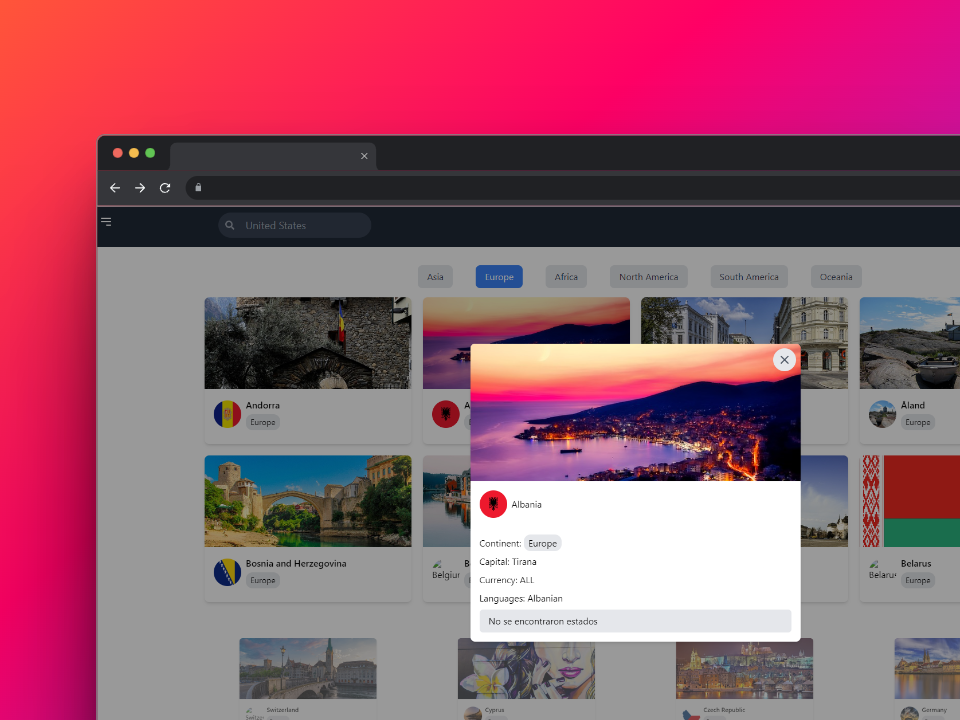 United States
Asia
Europe
Africa
North America
South America
Oceania
Andorra
Europe
A
Åland
Europe
Albania
Continent: Europe
Capital: Tirana
Currency: ALL
Languages: Albanian
No se encontraron estados
Bosnia and Herzegovina
Europe
Belgiur
B
Belarus
Belarus
Europe
Switzerland
Cyprus
Czech Republic
Germany